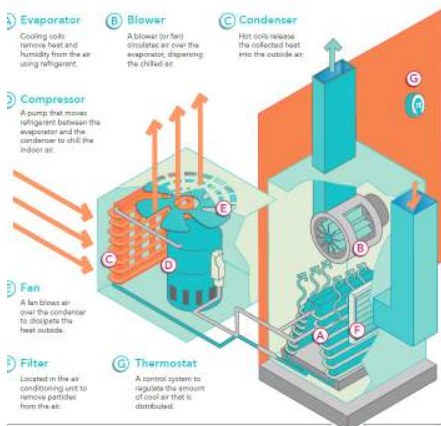 A Evaporator
Cooling coils
remove heat and
humidity from the air
using refrigerant.
B Blower
A blower (or fan)
circulates air over the
evaporator, dispensing
the chilled air.
C Condenser
Hot coils release
the collected heat
into the outside air.
D Compressor
A pump that moves
refrigerant between the
evaporator and the
condenser to chill the
indoor air.
E Fan
A fan blows air
over the condenser
to dissipate the
heat outside.
F Filter
Located in the air
conditioning unit to
remove particles
from the air.
G Thermostat
A control system to
regulate the amount
of cool air that is
distributed.
G
E
B
C
D
A
F